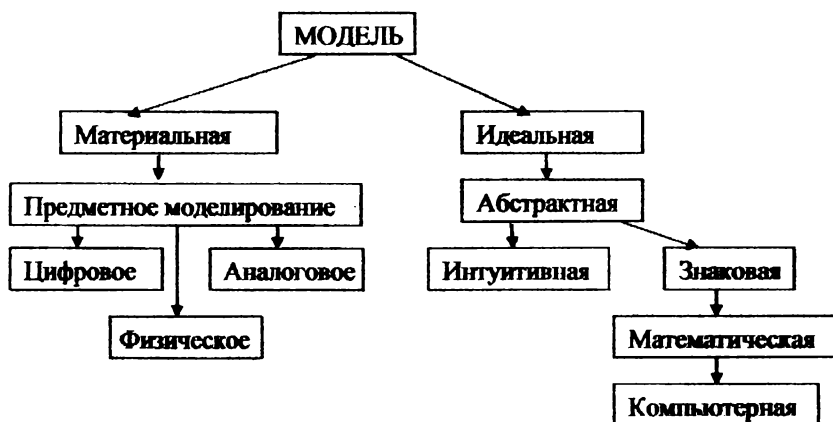 МОДЕЛЬ
Материальная
Идеальная
Предметное моделирование
Абстрактная
Цифровое
Аналоговое
Интуитивная
Знаковая
Физическое
Математическая
Компьютерная